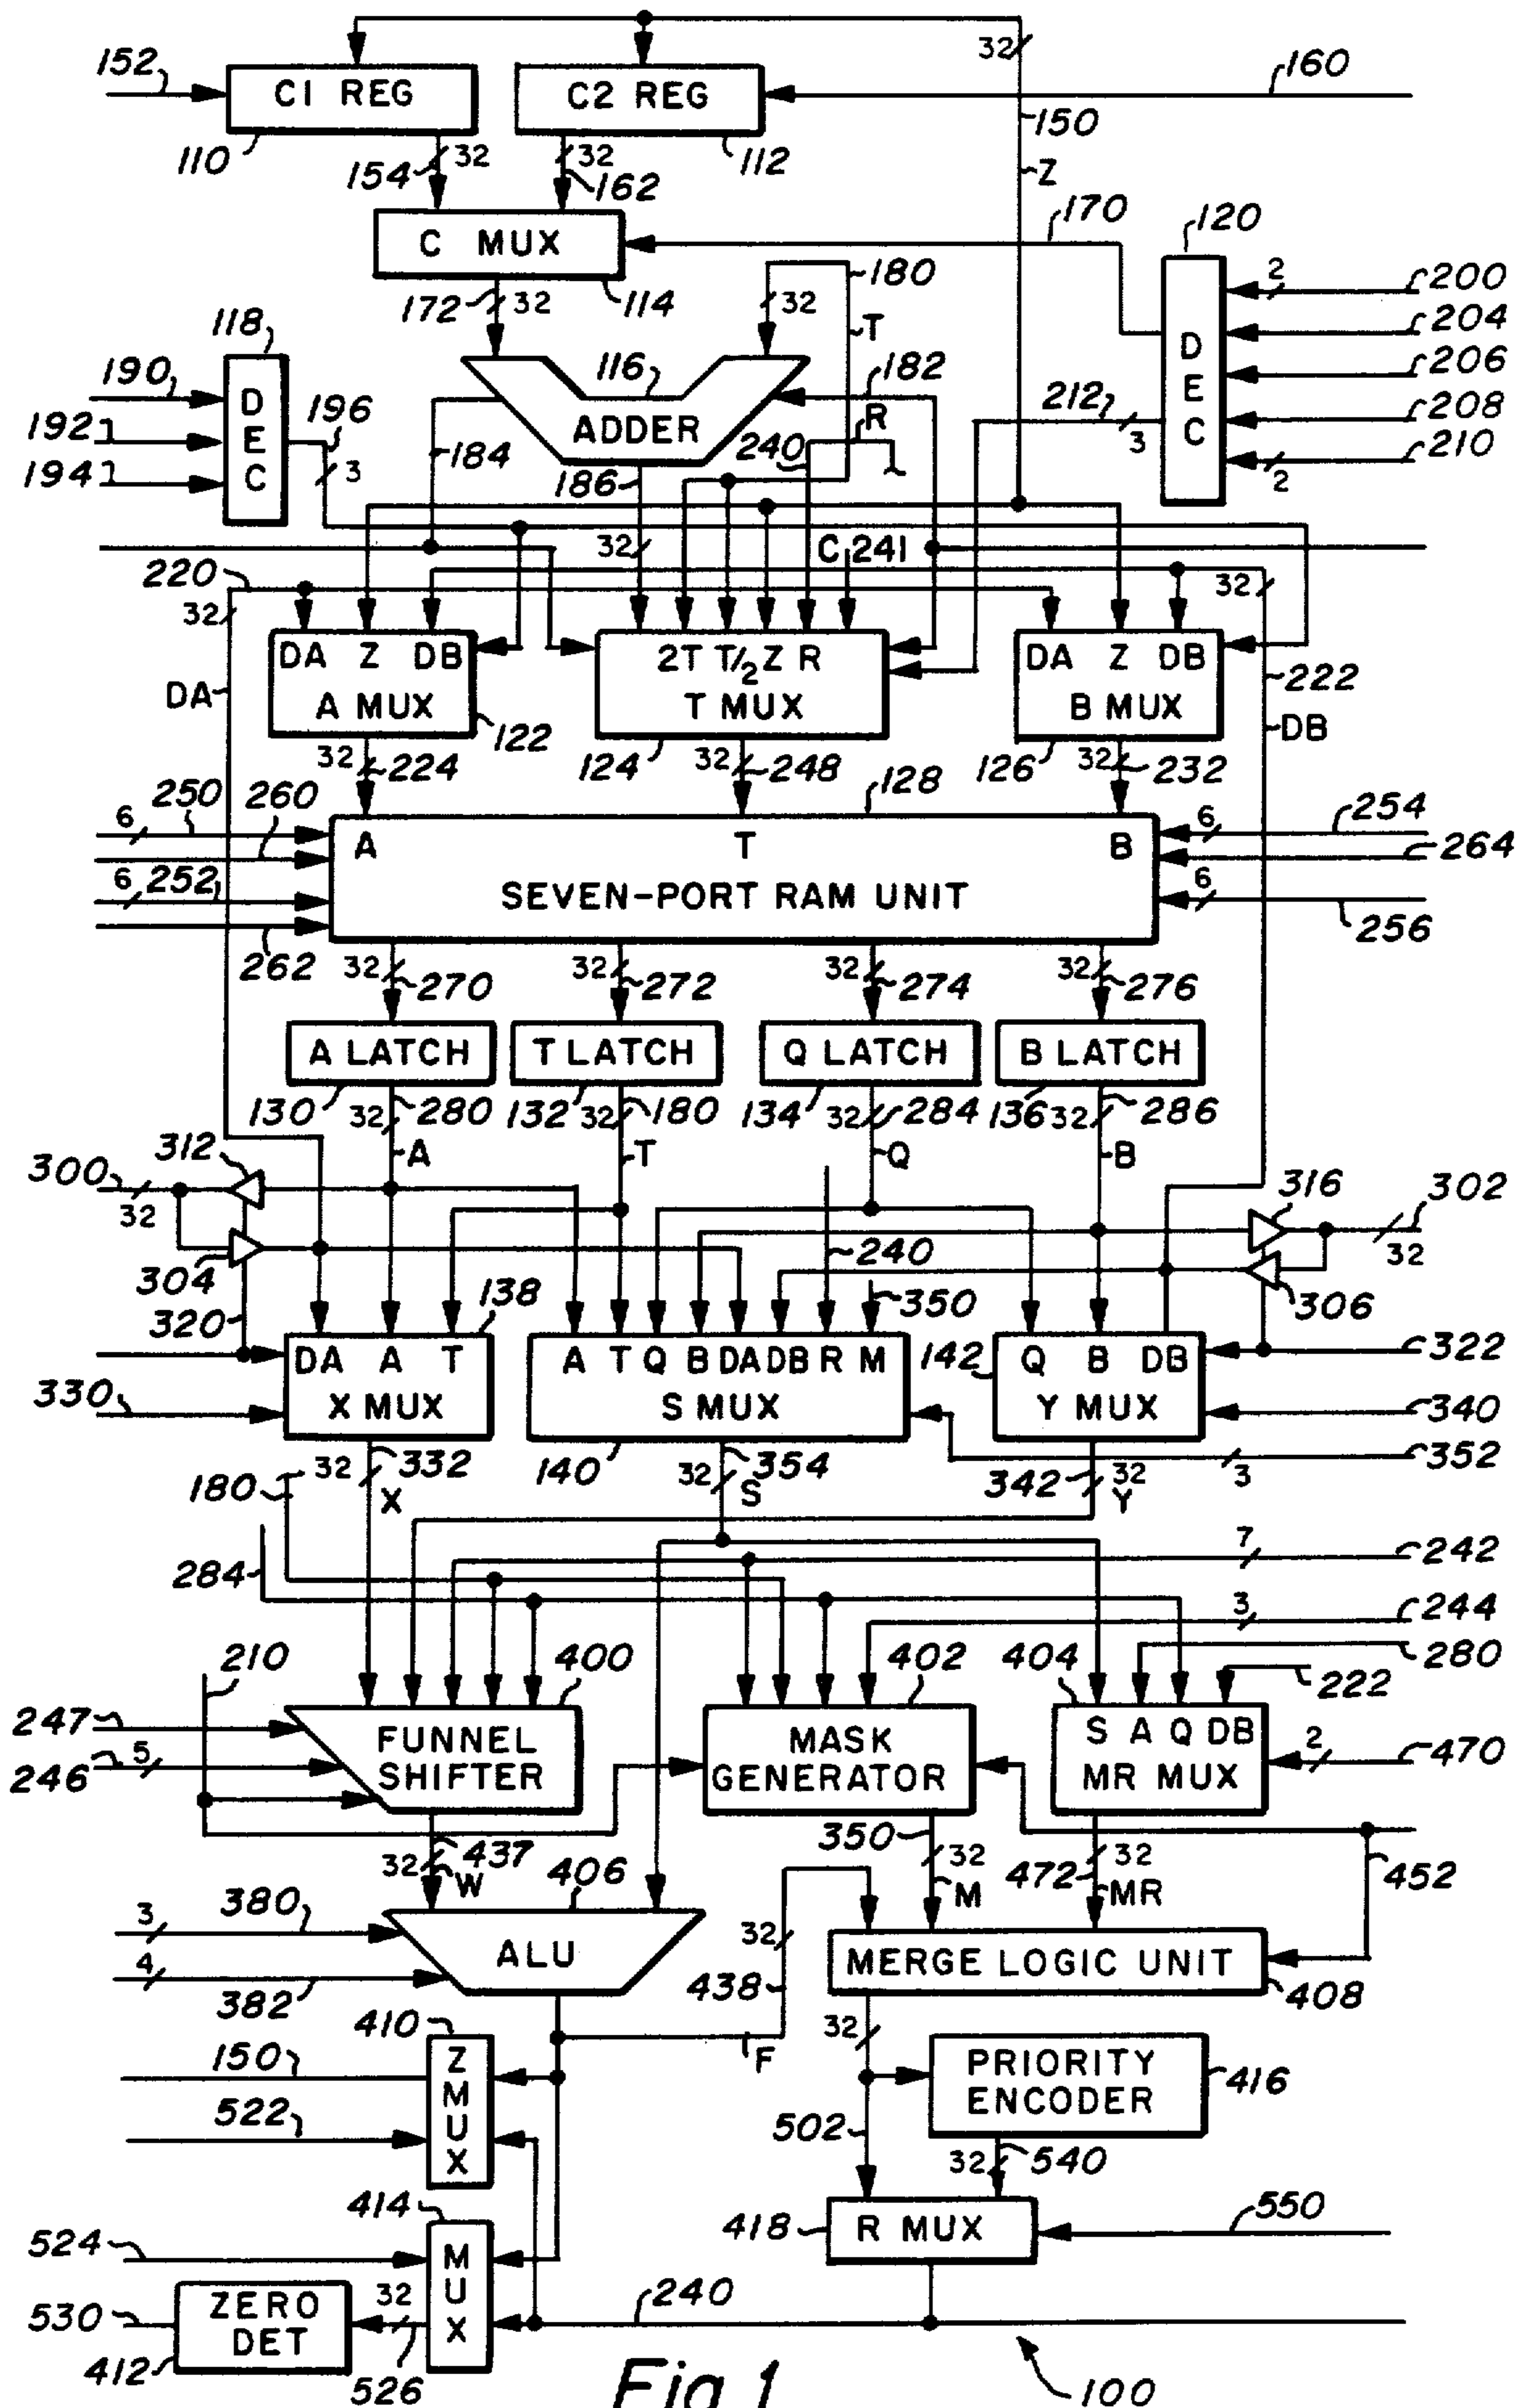 32
152
C1 REG
C2 REG
160
110
154
32
32
162
112
150
Z
C MUX
170
120
172
32
114
32
180
T
118
190
192
194
D
E
C
196
3
116
ADDER
184
186
182
R
240
D
E
C
2
200
204
206
208
210
2
212
3
32
C
241
220
32
32
DA
DA Z DB
A MUX
122
2T T/2 Z R
T MUX
DA Z DB
B MUX
222
DB
32
224
124
32
248
126
32
232
128
6
250
260
6
252
262
A
T
B
SEVEN-PORT RAM UNIT
6
254
264
6
256
32
270
32
272
32
274
32
276
A LATCH
T LATCH
Q LATCH
B LATCH
130
32
280
132
32
180
134
32
284
136
32
286
A
T
Q
B
300
32
312
304
320
316
302
32
306
240
350
138
DA A T
X MUX
A T Q B DA DB R M
S MUX
142
Q B DB
Y MUX
322
330
340
352
3
180
32
332
X
140
32
354
S
342
32
Y
284
7
242
3
244
280
222
210
400
402
404
247
246
5
FUNNEL
SHIFTER
MASK
GENERATOR
S A Q DB
MR MUX
2
470
32
437
W
350
32
M
472
32
MR
452
406
3
380
4
382
ALU
32
438
MERGE LOGIC UNIT
408
410
150
522
Z
M
U
X
F
32
PRIORITY
ENCODER
416
502
32
540
414
524
M
U
X
418
R MUX
550
530
ZERO
DET
412
32
526
240
Fig 1
100